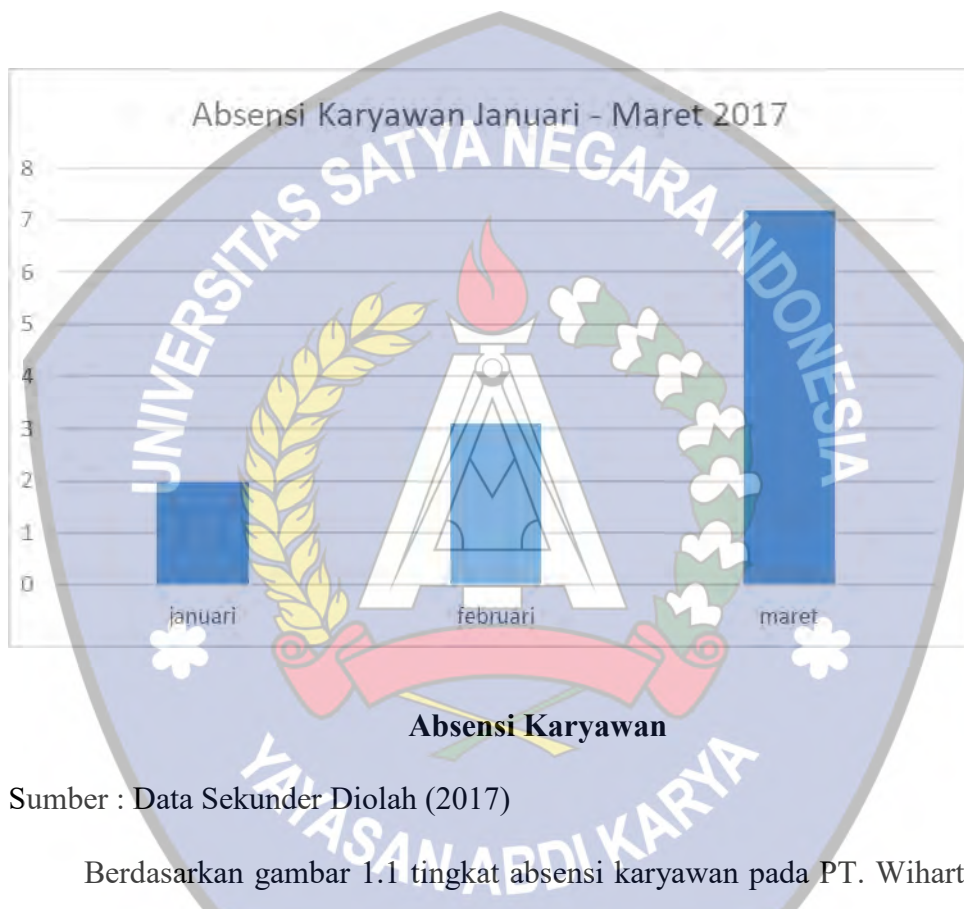 Absensi Karyawan Januari - Maret 2017
8
7
6
5
4
3
2
1
0
januari
februari
maret
UNIVERSITAS SATYA NEGARA INDONESIA
YAYASAN ABDI KARYA
Absensi Karyawan
Sumber : Data Sekunder Diolah (2017)
Berdasarkan gambar 1.1 tingkat absensi karyawan pada PT. Wihart